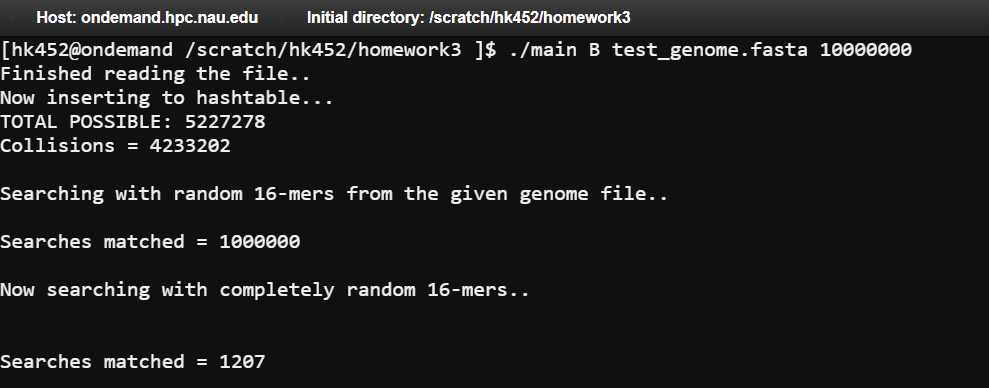 Host: ondemand.hpc.nau.edu Initial directory: /scratch/hk452/homework3
[hk452@ondemand /scratch/hk452/homework3 ]$ ./main B test_genome.fasta 10000000
Finished reading the file..
Now inserting to hashtable...
TOTAL POSSIBLE: 5227278
Collisions = 4233202
Searching with random 16-mers from the given genome file..
Searches matched = 1000000
Now searching with completely random 16-mers..
Searches matched = 1207